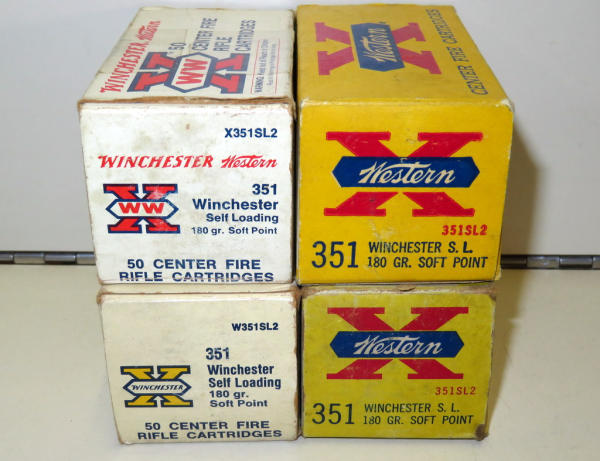 WINCHESTER Western
50
CENTER FIRE
RIFLE
CARTRIDGES
X
WW
X351SL2
WINCHESTER Western
X
WW
351
Winchester
Self Loading
180 gr. Soft Point
50 CENTER FIRE
RIFLE CARTRIDGES
X
Western
CENTER FIRE CARTRIDGES
X
Western
351SL2
351 WINCHESTER S. L.
180 GR. SOFT POINT
W351SL2
351
Winchester
Self Loading
180 gr.
Soft Point
X
WINCHESTER
50 CENTER FIRE
RIFLE CARTRIDGES
X
Western
351SL2
351 WINCHESTER S. L.
180 GR. SOFT POINT